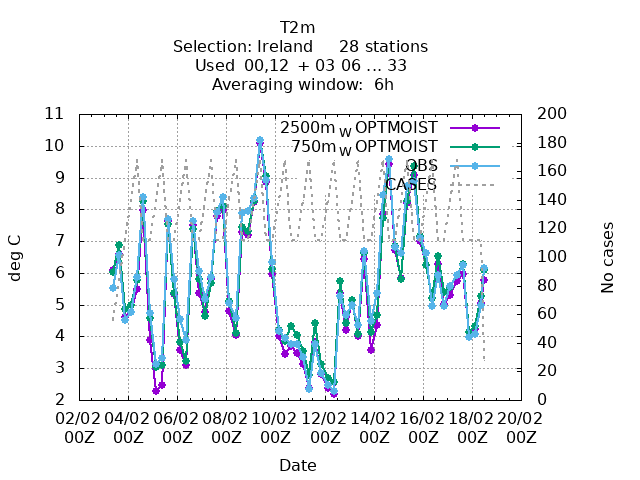 T2m
Selection: Ireland 28 stations
Used 00,12 + 03 06 ... 33
Averaging window: 6h
2500m W OPTMOIST
750m W OPTMOIST
OBS
CASES
deg C
11
10
9
8
7
6
5
4
3
2
No cases
200
180
160
140
120
100
80
60
40
20
0
02/02 04/02 06/02 08/02 10/02 12/02 14/02 16/02 18/02 20/02
00Z 00Z 00Z 00Z 00Z 00Z 00Z 00Z 00Z 00Z
Date